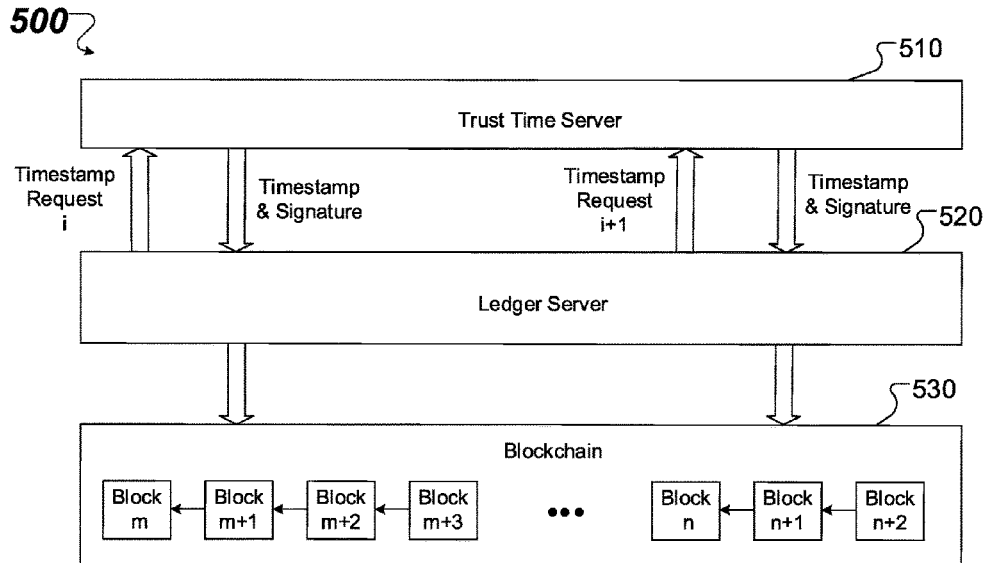 500
510
Trust Time Server
Timestamp
Request
i
Timestamp
& Signature
Timestamp
Request
i+1
Timestamp
& Signature
520
Ledger Server
530
Blockchain
Block
m
Block
m+1
Block
m+2
Block
m+3
•••
Block
n
Block
n+1
Block
n+2